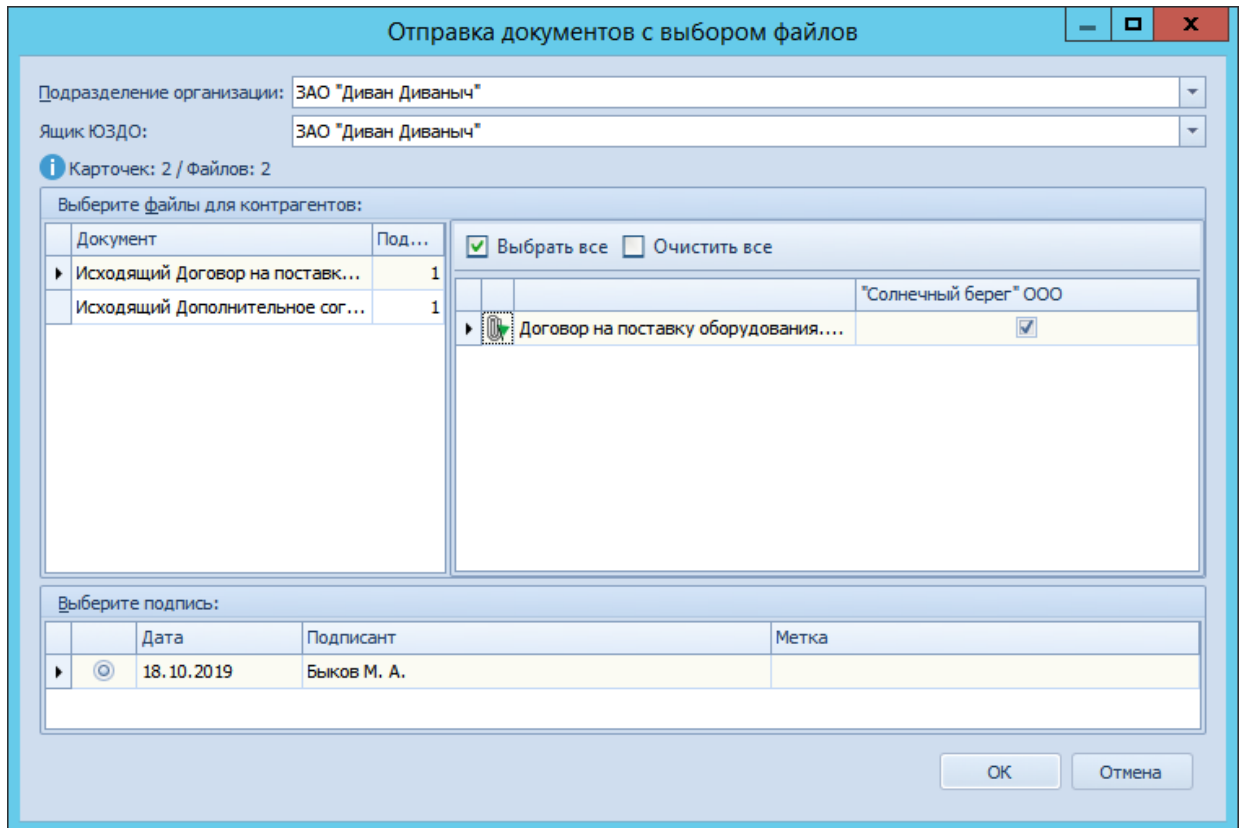 Отправка документов с выбором файлов
Подразделение организации: ЗАО "Диван Диваныч"
Ящик ЮЗДО: ЗАО "Диван Диваныч"
Карточек: 2 / Файлов: 2
Выберите файлы для контрагентов:
Документ Под...
Исходящий Договор на поставк... 1
Исходящий Дополнительное сог... 1
Выбрать все Очистить все
"Солнечный берег" ООО
Договор на поставку оборудования....
Выберите подпись:
Дата Подписант Метка
18.10.2019 Быков М. А.
ОК Отмена